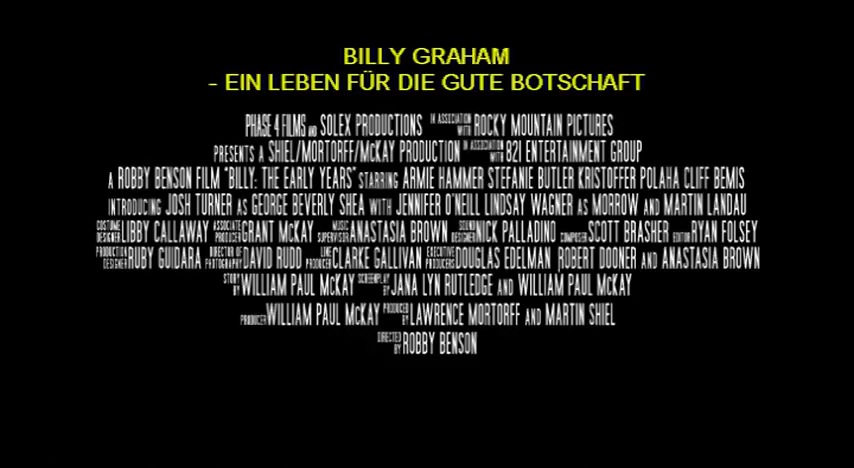 BILLY GRAHAM
- EIN LEBEN FÜR DIE GUTE BOTSCHAFT
PHASE 4 FILMS AND SOLEX PRODUCTIONS IN ASSOCIATION WITH ROCKY MOUNTAIN PICTURES
PRESENTS A SHIEL/MORTORFF/McKAY PRODUCTION IN ASSOCIATION WITH 821 ENTERTAINMENT GROUP
A ROBBY BENSON FILM "BILLY: THE EARLY YEARS" STARRING ARMIE HAMMER STEFANIE BUTLER KRISTOFFER POLAHA CLIFF BEMIS
INTRODUCING JOSH TURNER AS GEORGE BEVERLY SHEA WITH JENNIFER O'NEILL LINDSAY WAGNER AS MORROW AND MARTIN LANDAU
COSTUME DESIGNER LIBBY CALLAWAY ASSOCIATE PRODUCER GRANT McKAY MUSIC SUPERVISOR ANASTASIA BROWN SOUND DESIGNER NICK PALLADINO COMPOSER SCOTT BRASHER EDITOR RYAN FOLSEY
PRODUCTION DESIGNER RUBY GUIDARA DIRECTOR OF PHOTOGRAPHY DAVID RUDD LINE PRODUCER CLARKE GALLIVAN EXECUTIVE PRODUCERS DOUGLAS EDELMAN ROBERT DOONER AND ANASTASIA BROWN
STORY BY WILLIAM PAUL McKAY SCREENPLAY BY JANA LYN RUTLEDGE AND WILLIAM PAUL McKAY
PRODUCER WILLIAM PAUL McKAY PRODUCED BY LAWRENCE MORTORFF AND MARTIN SHIEL
DIRECTED BY ROBBY BENSON